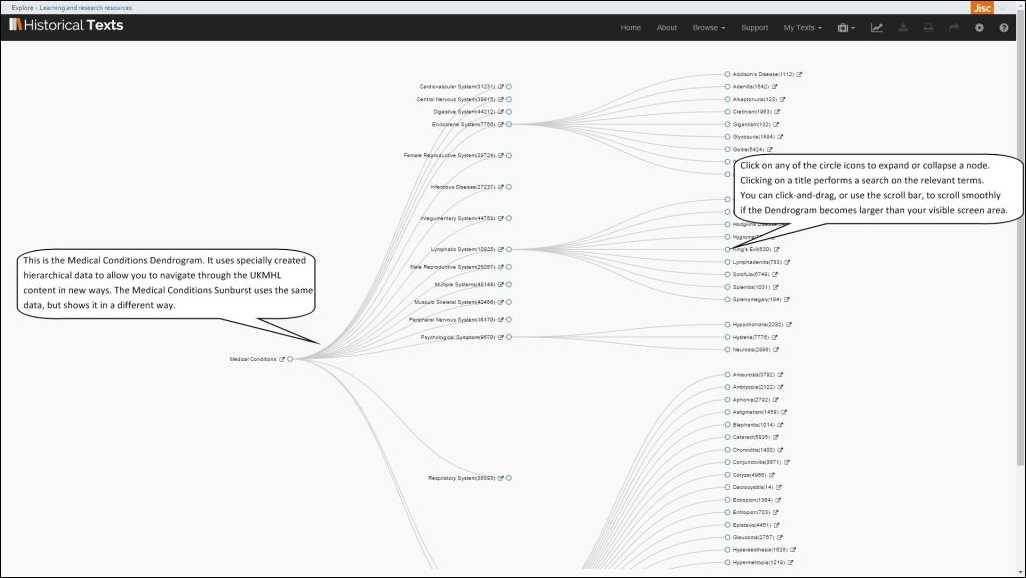 Explore › Learning and research resources
Jisc
Historical Texts
Home About Browse Support My Texts
Cardiovascular System(31231)
Central Nervous System(39915)
Digestive System(44212)
Endocrine System(7756)
Female Reproductive System(29724)
Infectious Disease(27237)
Integumentary System(44763)
Lymphatic System(10925)
Male Reproductive System(26057)
Multiple Systems(48148)
Musculo Skeletal System(40466)
Peripheral Nervous System(36178)
Psychological Symptom(9670)
Medical Conditions
Respiratory System(36893)
Addison's Disease(1112)
Adenitis(1542)
Alkaptonuria(123)
Cretinism(1963)
Gigantism(132)
Glycosuria(1894)
Goitre(5424)
Hodgkins Disease
Hygroma
King's Evil(530)
Lymphadenitis(783)
Scrofula(5749)
Splenitis(1031)
Splenomegaly(194)
Hypochondria(2282)
Hysteria(7776)
Neurosis(2998)
Amaurosis(3792)
Amblyopia(2122)
Aphonia(2792)
Astigmatism(1459)
Blepharitis(1014)
Cataract(5835)
Choroiditis(1400)
Conjunctivitis(3671)
Coryza(4966)
Dacrocystitis(14)
Ectropion(1364)
Entropion(703)
Epistaxis(4451)
Glaucoma(2767)
Hyperaesthesia(1626)
Hypermetropia(1219)
This is the Medical Conditions Dendrogram. It uses specially created
hierarchical data to allow you to navigate through the UKMHL
content in new ways. The Medical Conditions Sunburst uses the same
data, but shows it in a different way.
Click on any of the circle icons to expand or collapse a node.
Clicking on a title performs a search on the relevant terms.
You can click-and-drag, or use the scroll bar, to scroll smoothly
if the Dendrogram becomes larger than your visible screen area.